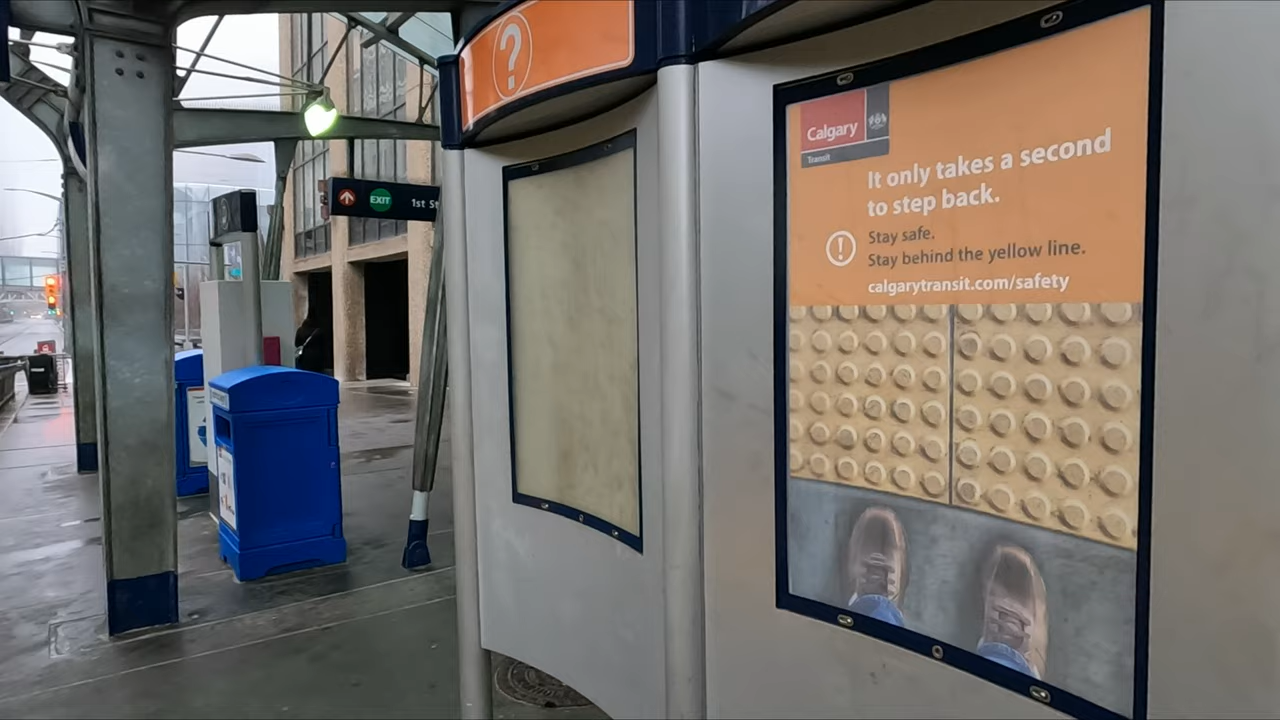 ?
EXIT
1st St
Calgary
Transit
It only takes a second
to step back.
!
Stay safe.
Stay behind the yellow line.
calgarytransit.com/safety